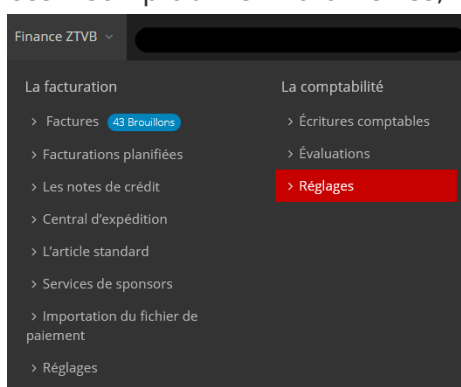 Finance ZTVB
La facturation
> Factures 43 Brouillons
> Facturations planifiées
> Les notes de crédit
> Central d'expédition
> L'article standard
> Services de sponsors
> Importation du fichier de
paiement
> Réglages
La comptabilité
> Écritures comptables
> Évaluations
> Réglages